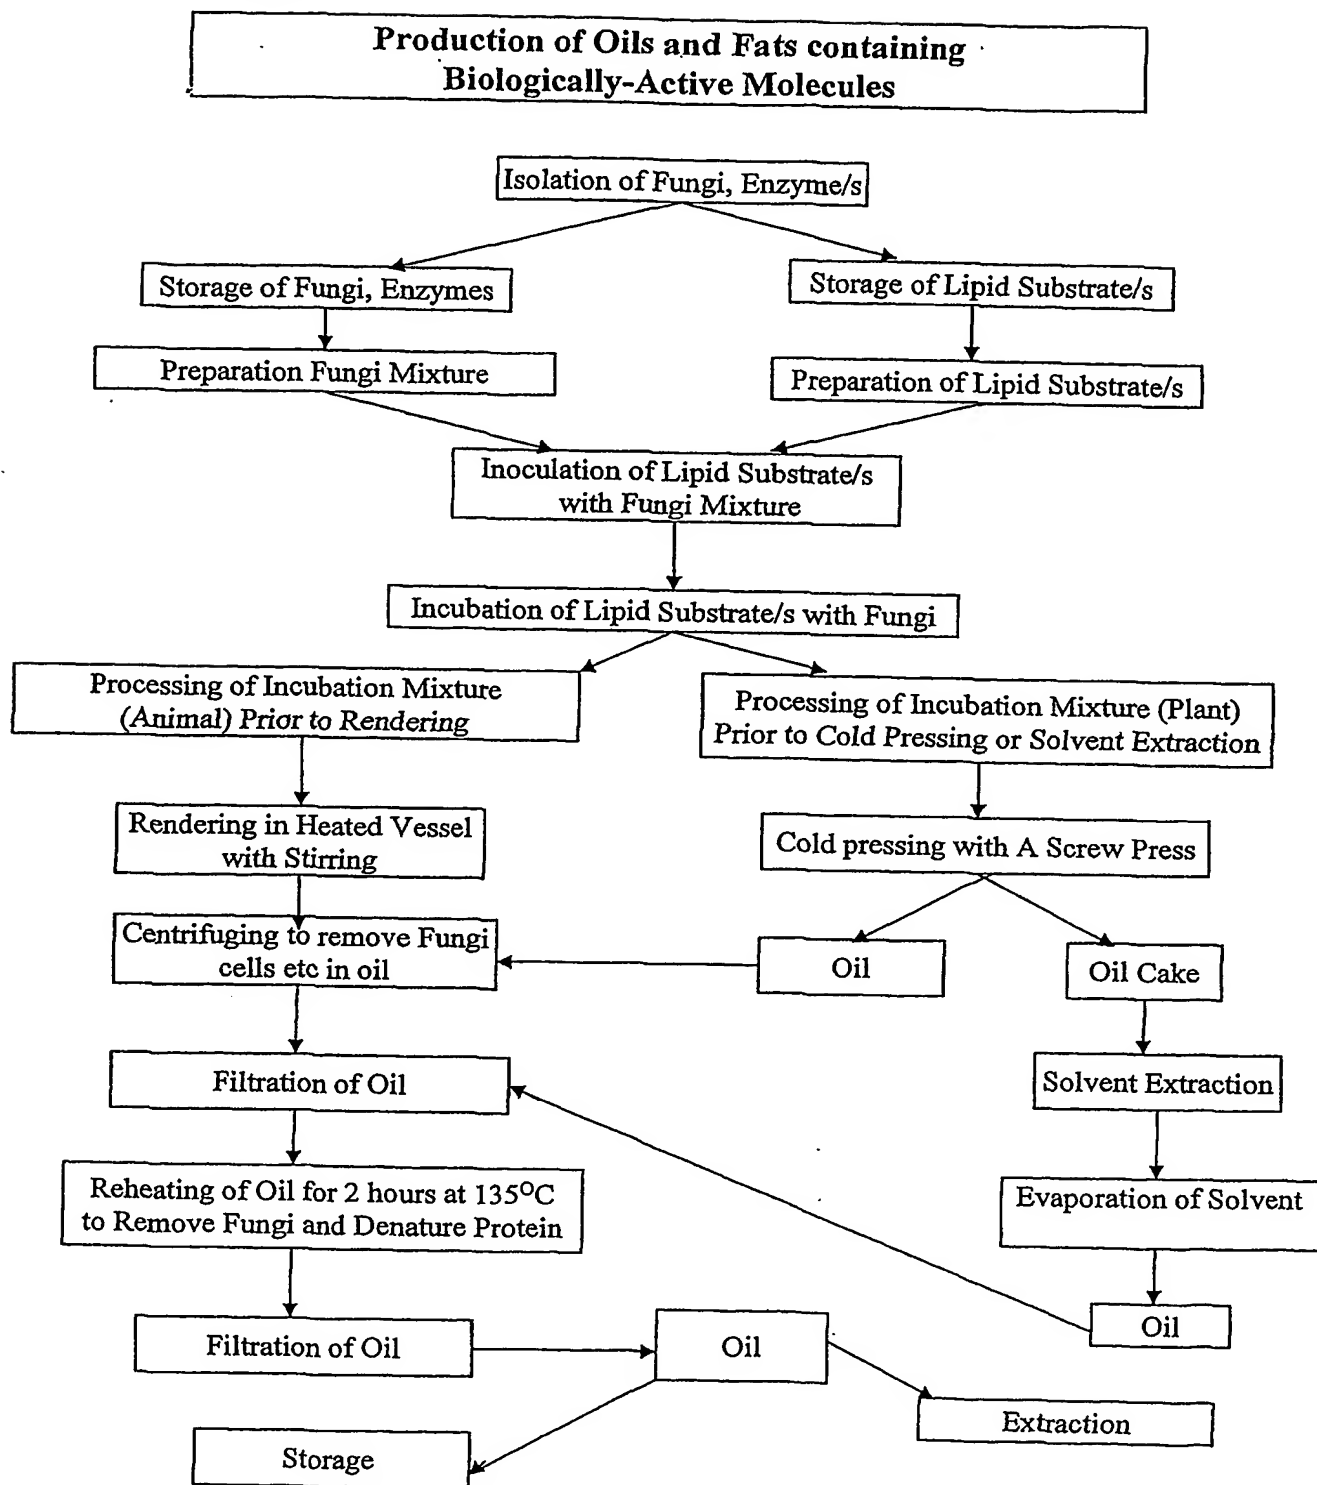 Production of Oils and Fats containing
Biologically-Active Molecules
Isolation of Fungi, Enzyme/s
Storage of Fungi, Enzymes
Storage of Lipid Substrate/s
Preparation Fungi Mixture
Preparation of Lipid Substrate/s
Inoculation of Lipid Substrate/s
with Fungi Mixture
Incubation of Lipid Substrate/s with Fungi
Processing of Incubation Mixture
(Animal) Prior to Rendering
Processing of Incubation Mixture (Plant)
Prior to Cold Pressing or Solvent Extraction
Rendering in Heated Vessel
with Stirring
Cold pressing with A Screw Press
Centrifuging to remove Fungi
cells etc in oil
Oil
Oil Cake
Filtration of Oil
Solvent Extraction
Reheating of Oil for 2 hours at 135°C
to Remove Fungi and Denature Protein
Evaporation of Solvent
Oil
Filtration of Oil
Oil
Extraction
Storage